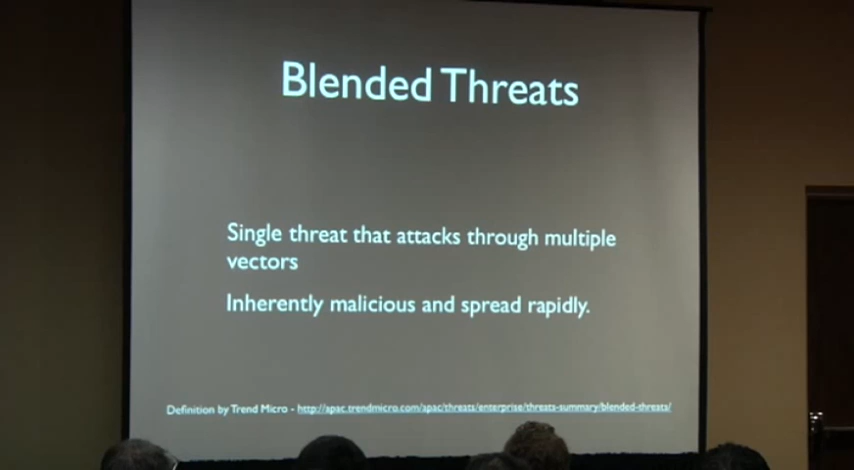 Blended Threats
Single threat that attacks through multiple
vectors
Inherently malicious and spread rapidly.
Definition by Trend Micro - http://apac.trendmicro.com/apac/threats/enterprise/threats-summary/blended-threats/